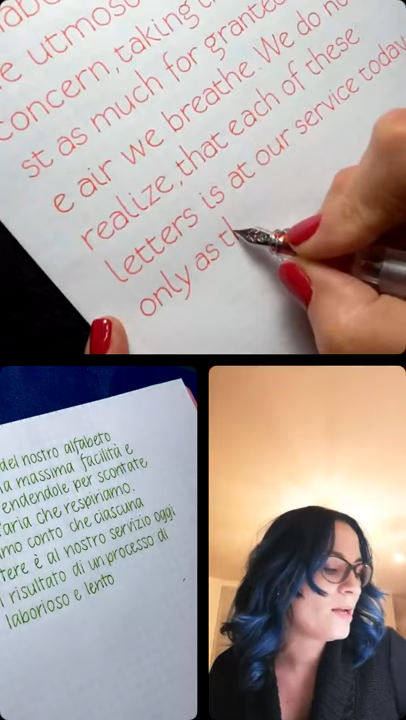 e utmost
concern, taking
st as much for granted
e air we breathe. We do no
realize, that each of these
letters is at our service today
only as t
del nostro alfabeto
la massima facilità e
endendole per scontate
'aria che respiriamo.
amo conto che ciascuna
tere è al nostro servizio oggi
l risultato di un processo di
laborioso e lento